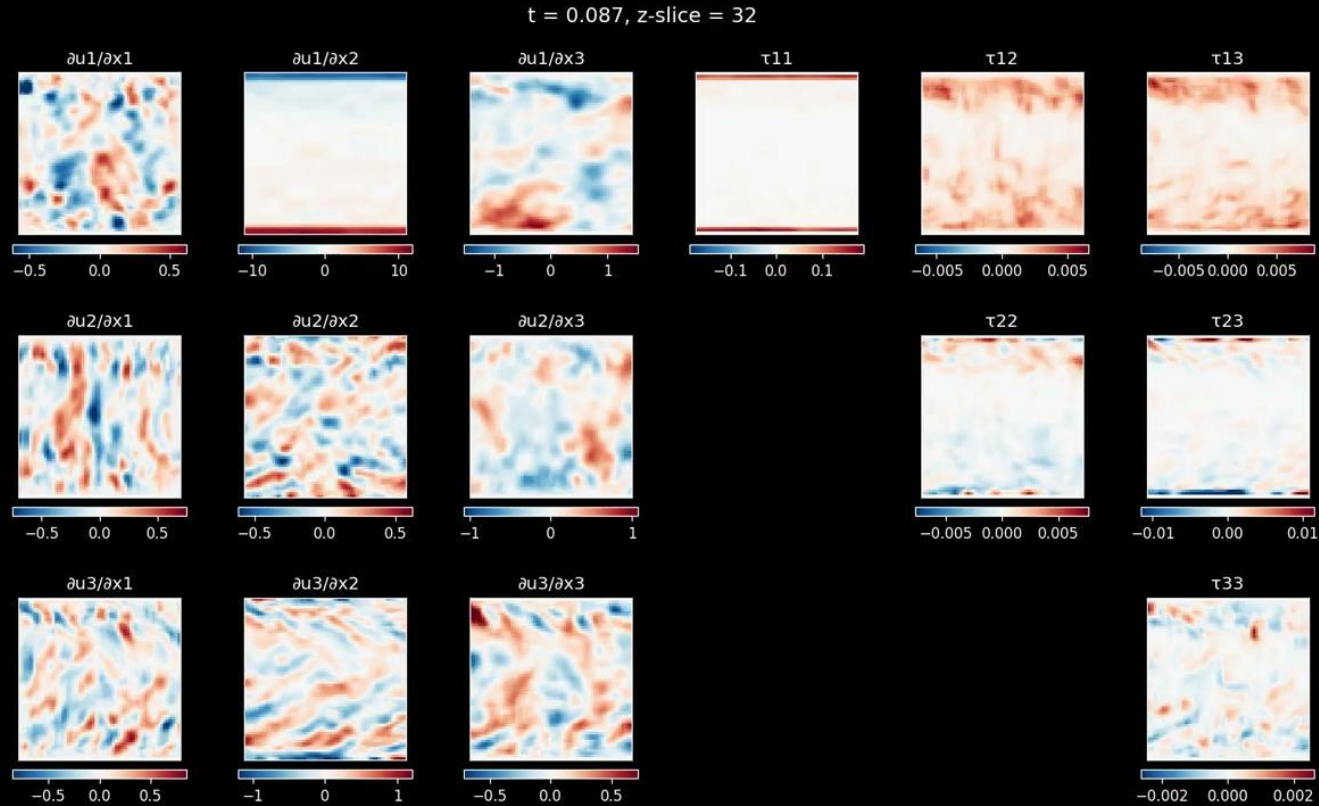 t = 0.087, z-slice = 32
∂u1/∂x1 ∂u1/∂x2 ∂u1/∂x3 τ11 τ12 τ13
−0.5 0.0 0.5 −10 0 10 −1 0 1 −0.1 0.0 0.1 −0.005 0.000 0.005 −0.005 0.000 0.005
∂u2/∂x1 ∂u2/∂x2 ∂u2/∂x3 τ22 τ23
−0.5 0.0 0.5 −0.5 0.0 0.5 −1 0 1 −0.005 0.000 0.005 −0.01 0.00 0.01
∂u3/∂x1 ∂u3/∂x2 ∂u3/∂x3 τ33
−0.5 0.0 0.5 −1 0 1 −0.5 0.0 0.5 −0.002 0.000 0.002